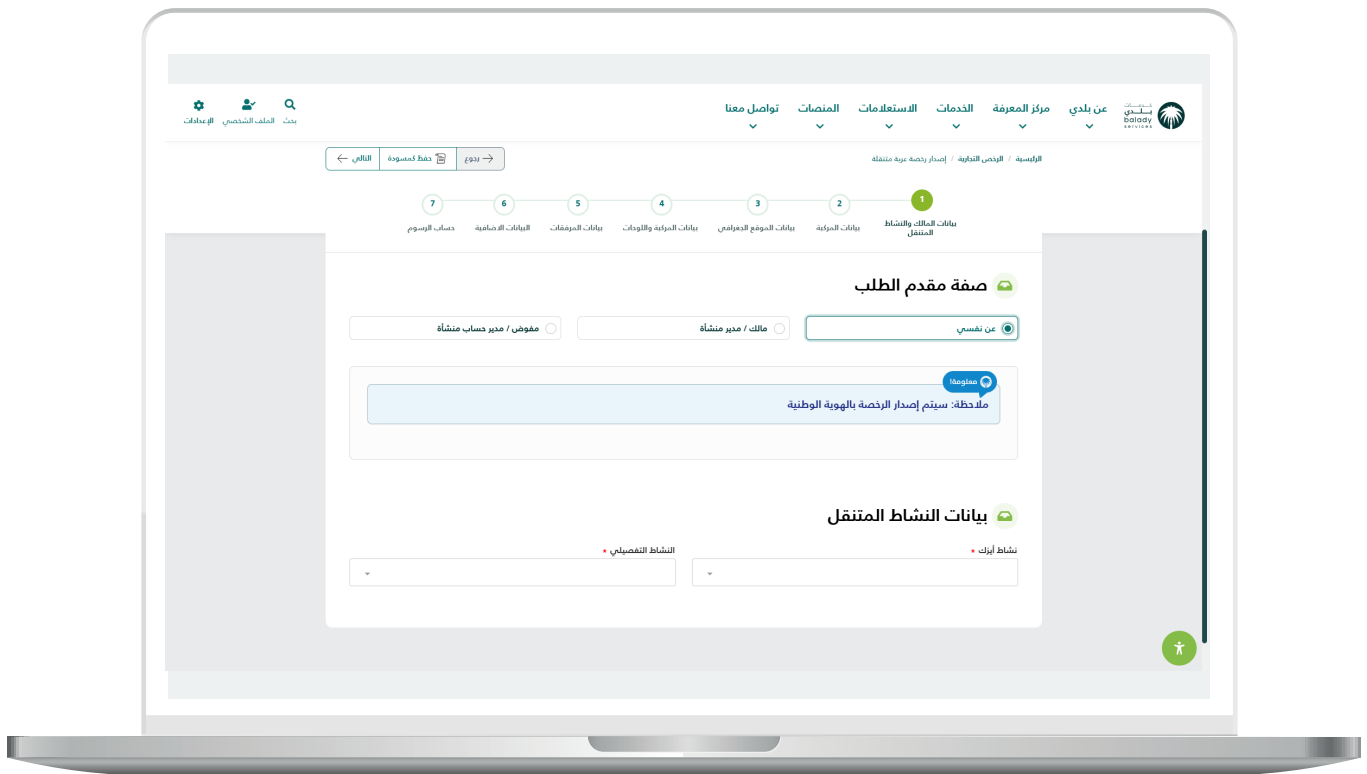 خدمات
بلدي
balady
services
عن بلدي
مركز المعرفة
الخدمات
الاستعلامات
المنصات
تواصل معنا
بحث
الملف الشخصي
الإعدادات
الرئيسية / الرخص التجارية / إصدار رخصة عربة متنقلة
رجوع
حفظ كمسودة
التالي
1
بيانات المالك والنشاط
المتنقل
2
بيانات المركبة
3
بيانات الموقع الجغرافي
4
بيانات المركبة واللوحات
5
بيانات المرفقات
6
البيانات الاضافية
7
حساب الرسوم
صفة مقدم الطلب
عن نفسي
مالك / مدير منشأة
مفوض / مدير حساب منشأة
معلومة!
ملاحظة: سيتم إصدار الرخصة بالهوية الوطنية
بيانات النشاط المتنقل
نشاط أيزك *
النشاط التفصيلي *